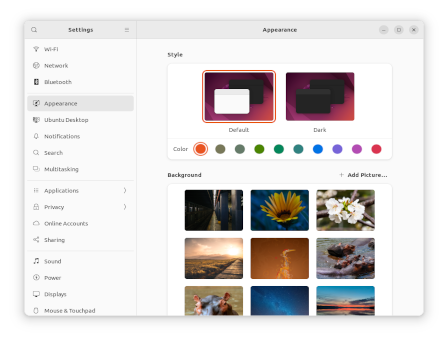 Settings
Appearance
Wi-Fi
Network
Bluetooth
Appearance
Ubuntu Desktop
Notifications
Search
Multitasking
Applications
Privacy
Online Accounts
Sharing
Sound
Power
Displays
Mouse & Touchpad
Style
Default
Dark
Color
Background
+ Add Picture...